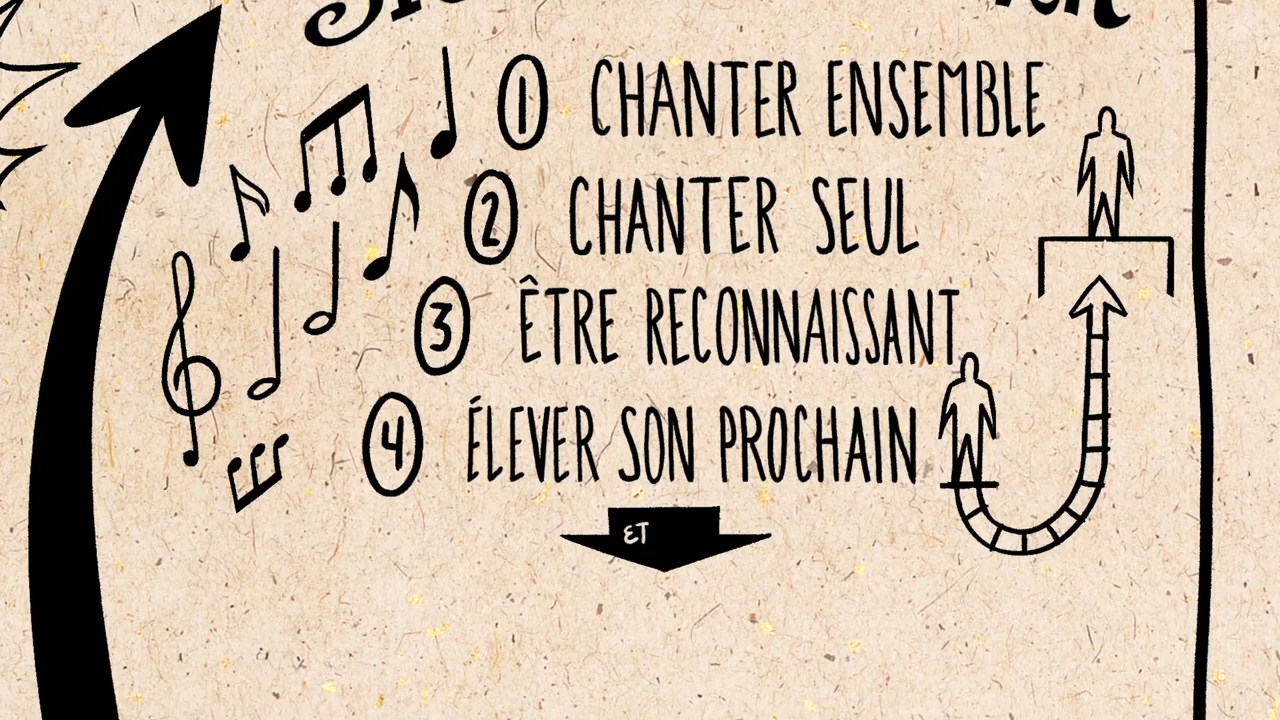 ① CHANTER ENSEMBLE
② CHANTER SEUL
③ ÊTRE RECONNAISSANT
④ ÉLEVER SON PROCHAIN
ET